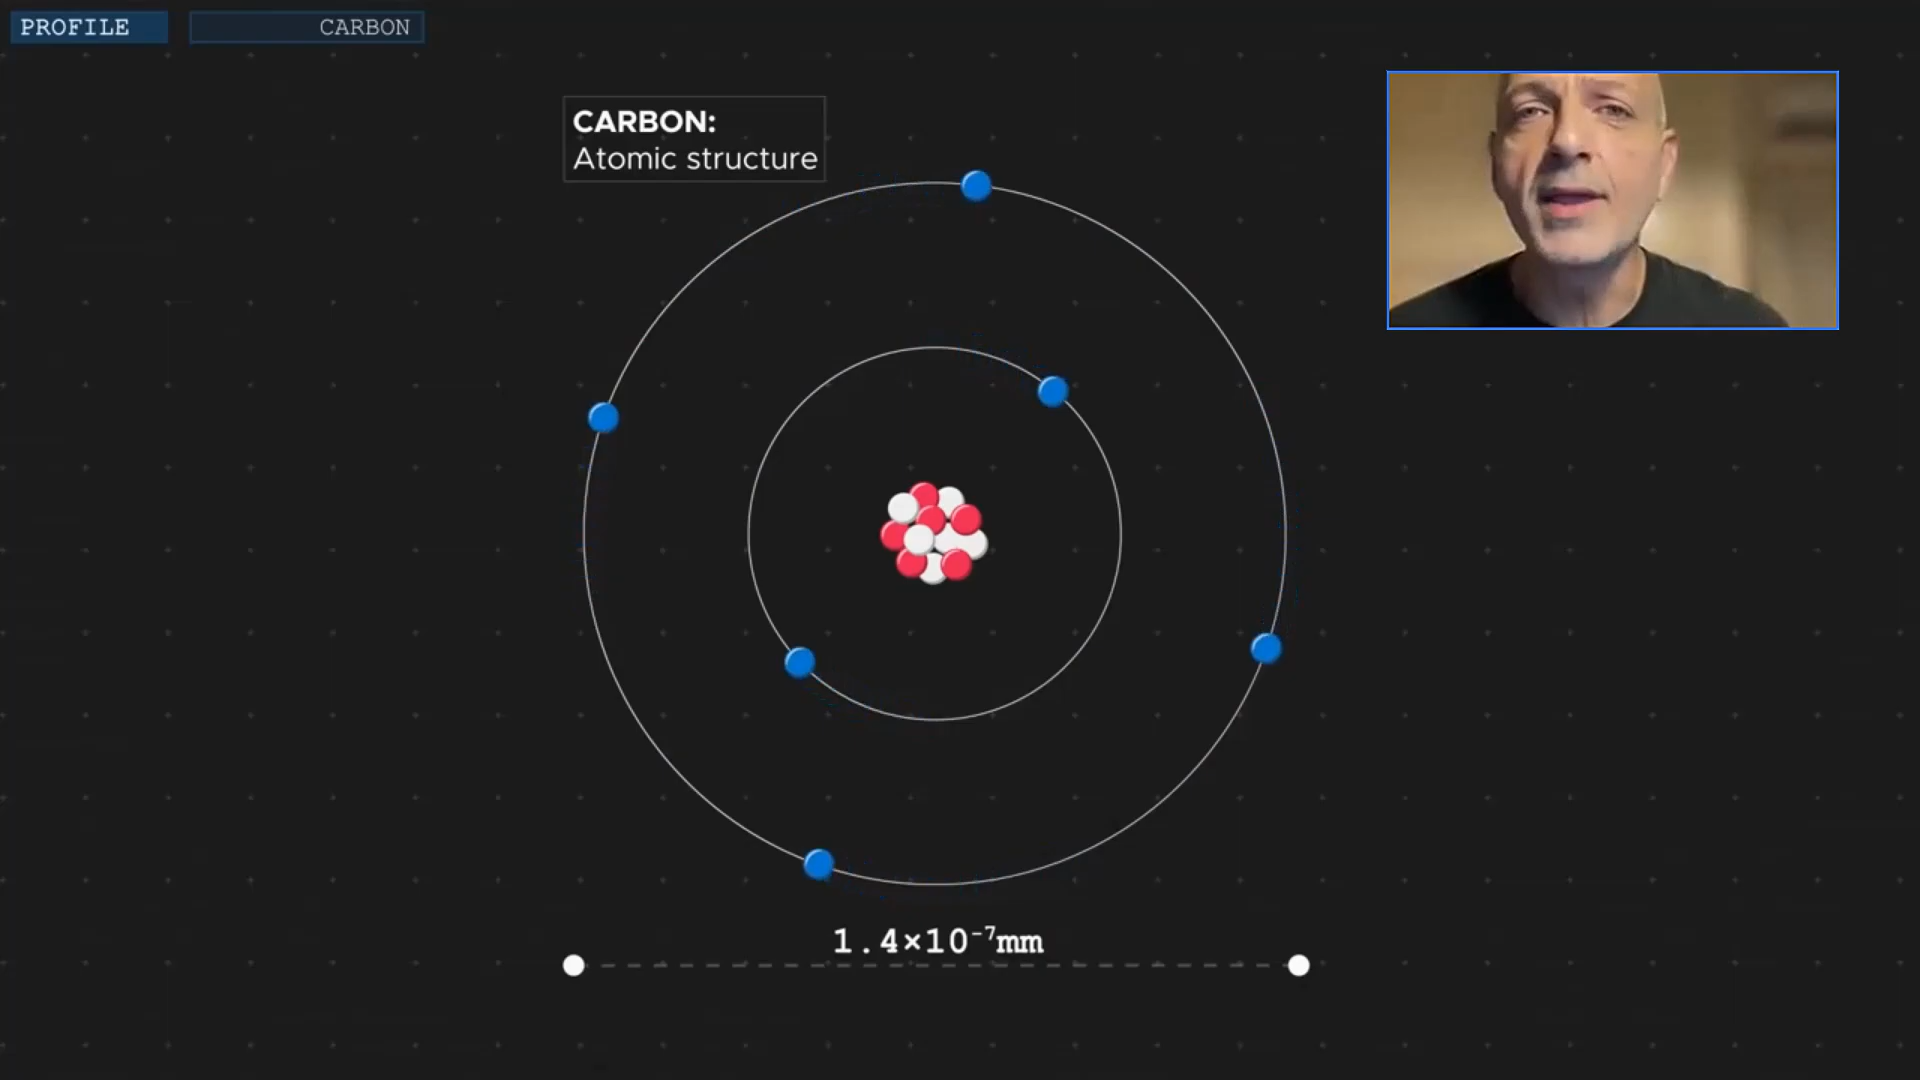 PROFILE
CARBON
CARBON:
Atomic structure
1.4×10⁻⁷mm